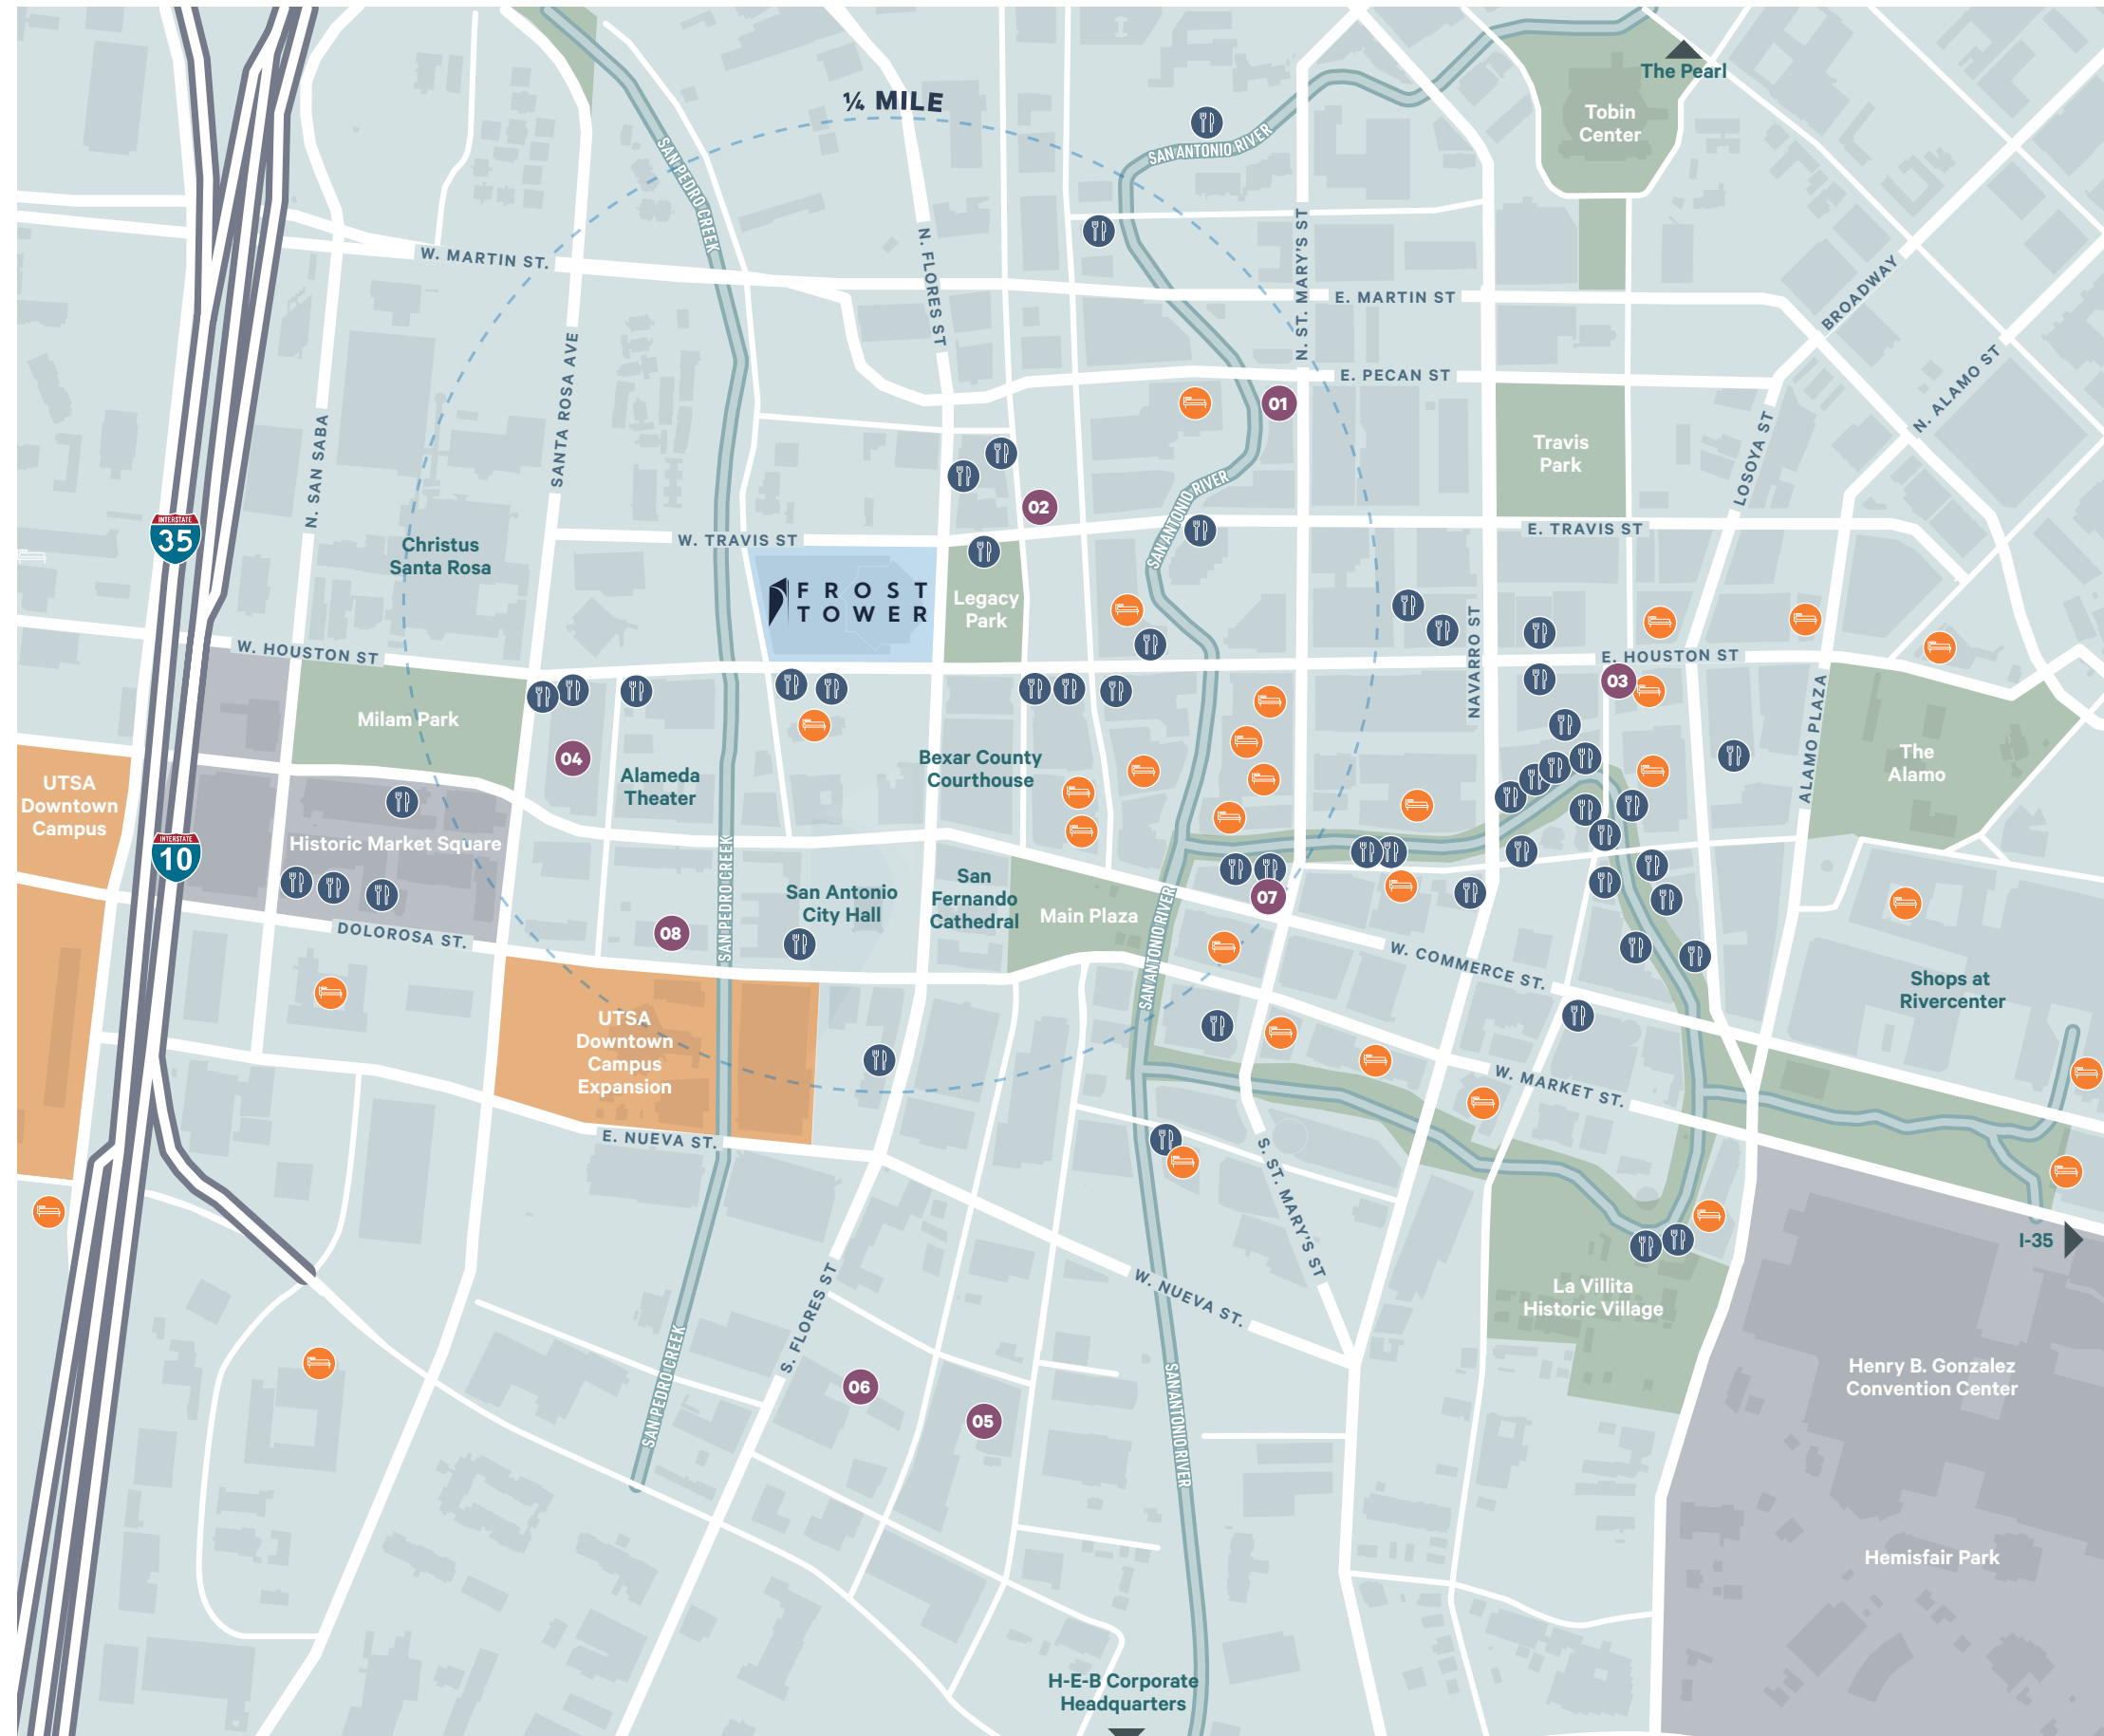 ¼ MILE
The Pearl
Tobin
Center
SAN ANTONIO RIVER
SAN PEDRO CREEK
W. MARTIN ST.
N. FLORES ST
N. ST. MARY'S ST
E. MARTIN ST
BROADWAY
N. ALAMO ST
E. PECAN ST
SANTA ROSA AVE
N. SAN SABA
01
LOSOYA ST
Travis
Park
02
SAN ANTONIO RIVER
INTERSTATE
35
Christus
Santa Rosa
W. TRAVIS ST
E. TRAVIS ST
FROST
TOWER
Legacy
Park
NAVARRO ST
W. HOUSTON ST
E. HOUSTON ST
03
ALAMO PLAZA
Milam Park
04
Alameda
Theater
Bexar County
Courthouse
The
Alamo
UTSA
Downtown
Campus
INTERSTATE
10
Historic Market Square
SAN PEDRO CREEK
San Antonio
City Hall
San
Fernando
Cathedral
Main Plaza
07
08
DOLOROSA ST.
SAN ANTONIO RIVER
W. COMMERCE ST.
Shops at
Rivercenter
UTSA
Downtown
Campus
Expansion
W. MARKET ST.
E. NUEVA ST.
S. ST. MARY'S ST
I-35
W. NUEVA ST.
La Villita
Historic Village
S. FLORES ST
SAN PEDRO CREEK
06
05
SAN ANTONIO RIVER
Henry B. Gonzalez
Convention Center
Hemisfair Park
H-E-B Corporate
Headquarters